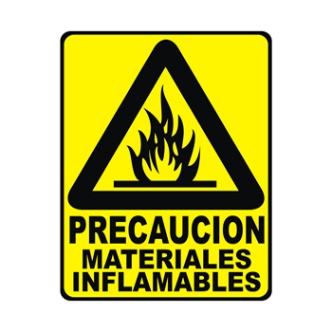 PRECAUCION
MATERIALES
INFLAMABLES